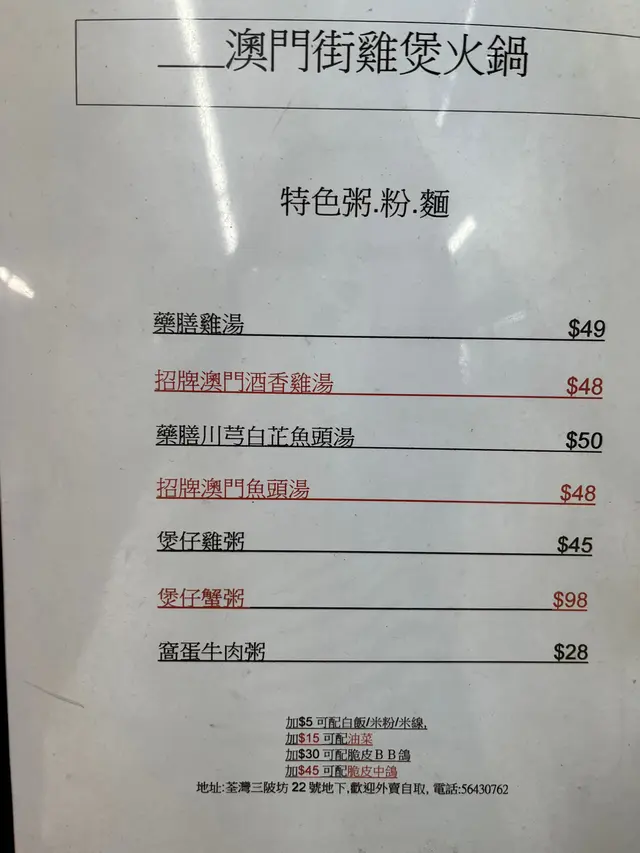 ___澳門街雞煲火鍋
特色粥.粉.麵
藥膳雞湯 $49
招牌澳門酒香雞湯 $48
藥膳川芎白芷魚頭湯 $50
招牌澳門魚頭湯 $48
煲仔雞粥 $45
煲仔蟹粥 $98
窩蛋牛肉粥 $28
加$5 可配白飯/米粉/米線,
加$15 可配油菜
加$30 可配脆皮ＢＢ鴿
加$45 可配脆皮中鴿
地址:荃灣三陂坊 22 號地下,歡迎外賣自取, 電話:56430762